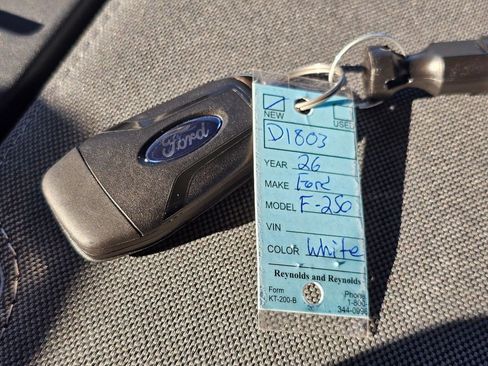 Ford
NEW USED
D1803
YEAR 26
MAKE Ford
MODEL F-250
VIN
COLOR White
Reynolds and Reynolds
Form Phone
KT-200-B 1-800-
344-0996